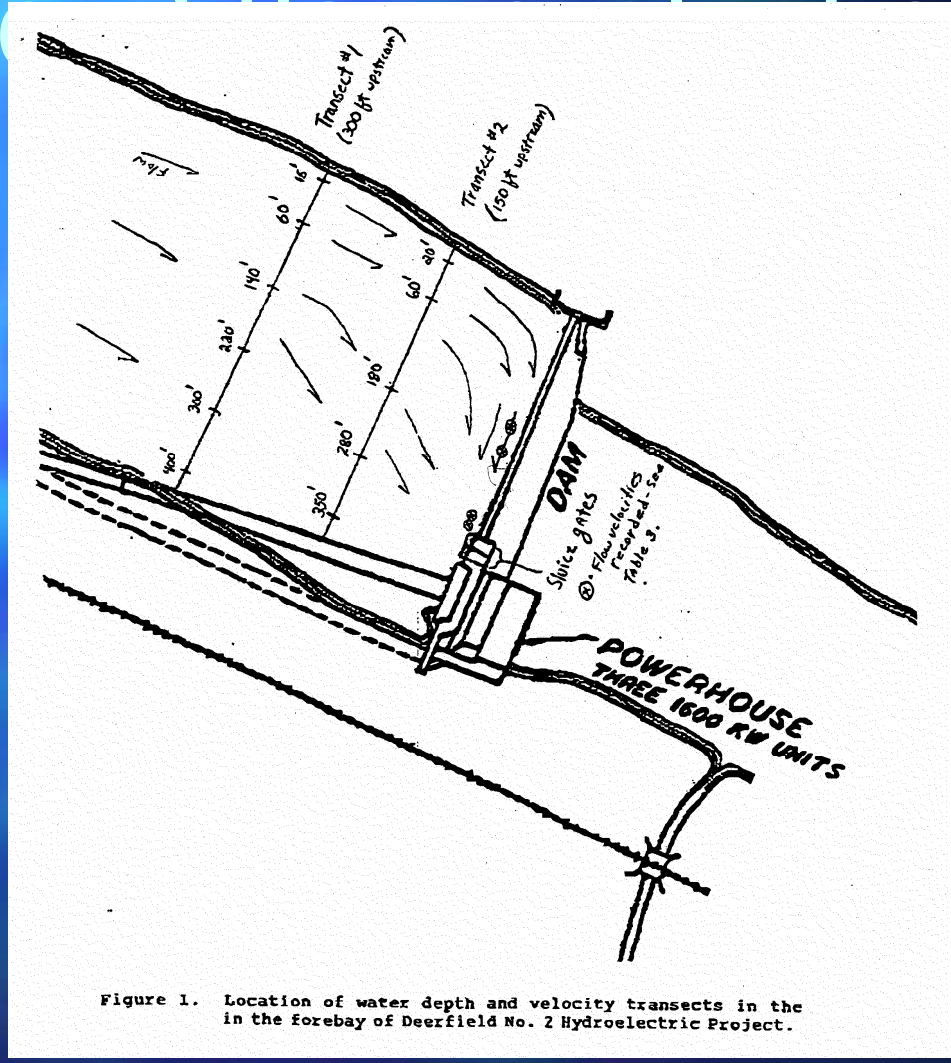 Transect #1
(300 ft upstream)
Transect #2
(150 ft upstream)
Flow
60'
140'
220'
300'
400'
20'
60'
180'
280'
350'
DAM
Sluice gates
ⓧ - Flow velocities
recorded - See
Table 3.
POWERHOUSE
THREE 1600 KW UNITS
Figure 1. Location of water depth and velocity transects in the
in the forebay of Deerfield No. 2 Hydroelectric Project.